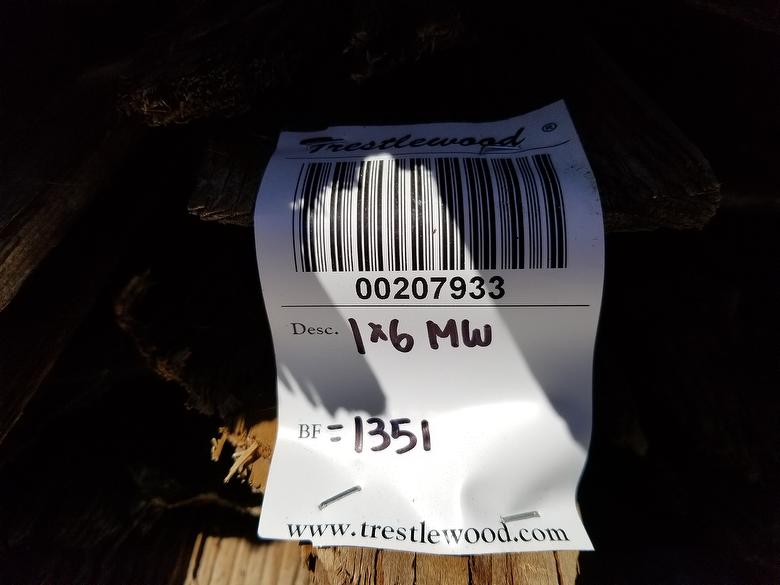 Trestlewood ®
00207933
Desc. 1x6 MW
BF = 1351
www.trestlewood.com